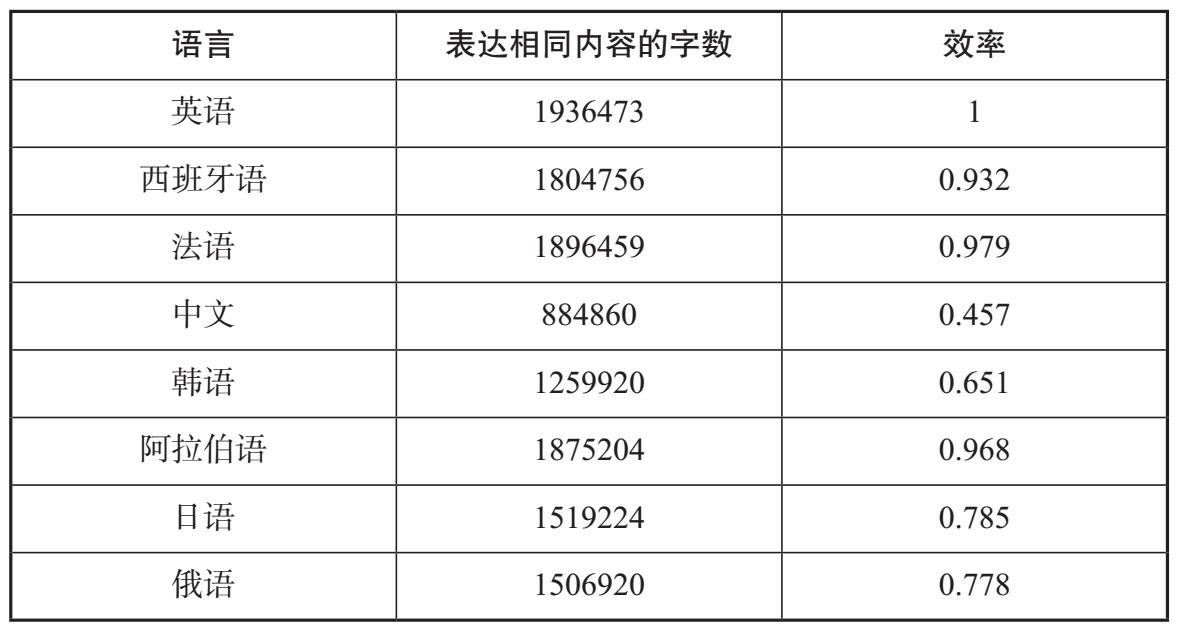 语言 表达相同内容的字数 效率
英语 1936473 1
西班牙语 1804756 0.932
法语 1896459 0.979
中文 884860 0.457
韩语 1259920 0.651
阿拉伯语 1875204 0.968
日语 1519224 0.785
俄语 1506920 0.778